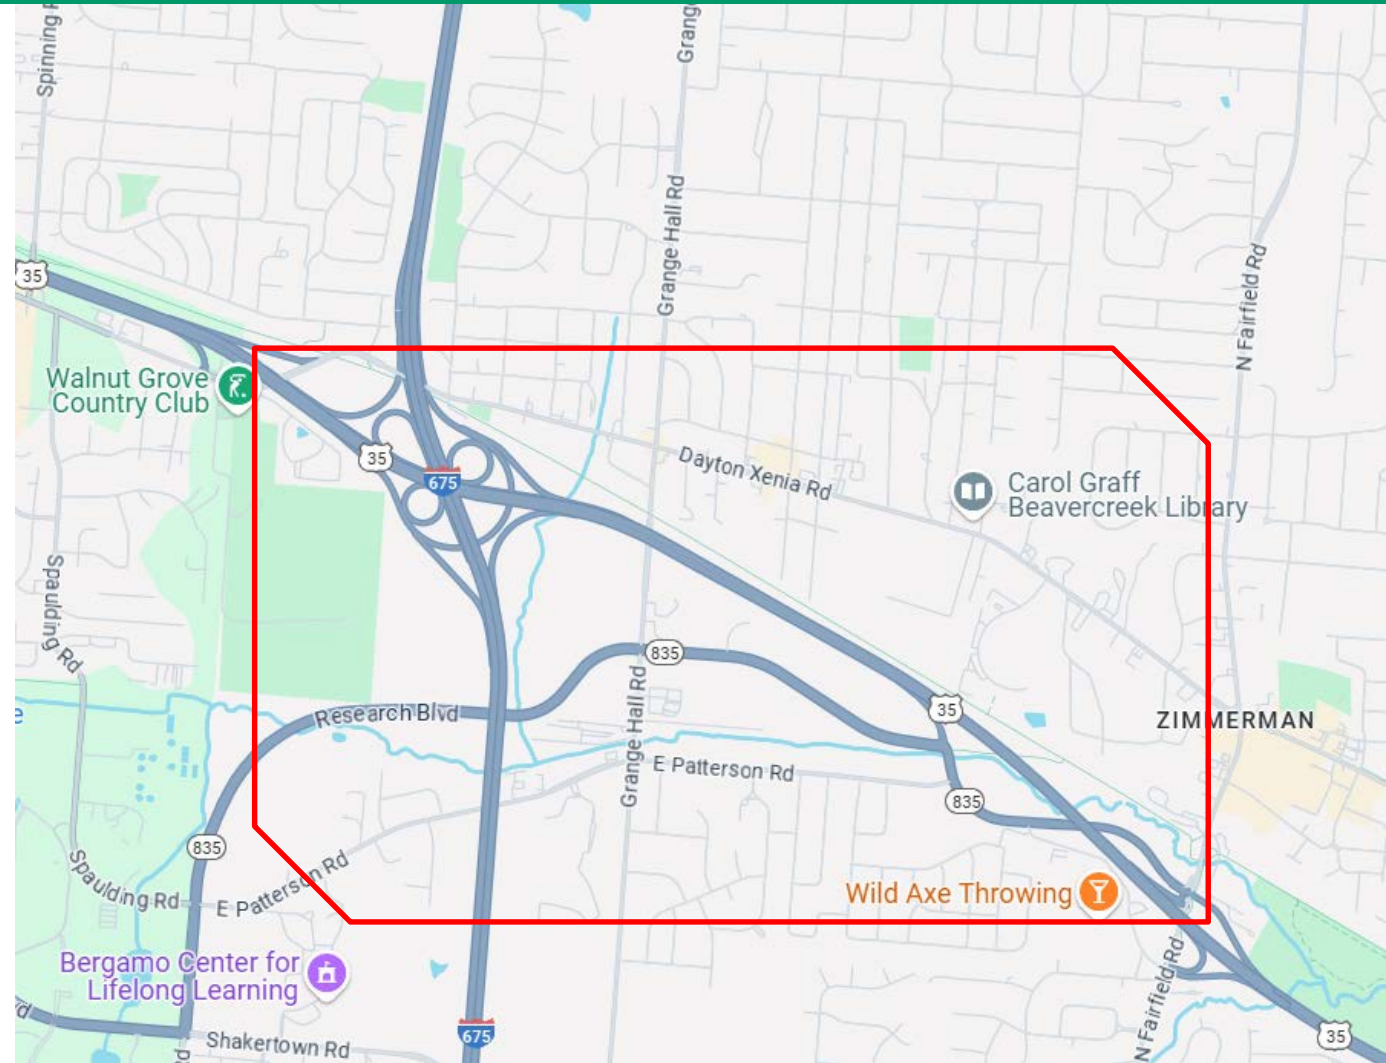 Spinning R
Grang
Grange Hall Rd
N Fairfield Rd
35
Walnut Grove
Country Club
35
675
Dayton Xenia Rd
Carol Graff
Beavercreek Library
Spaulding Rd
835
Grange Hall Rd
35
Research Blvd
e
ZIMMERMAN
E Patterson Rd
835
835
Spaulding Rd
E Patterson Rd
Wild Axe Throwing
Bergamo Center for
Lifelong Learning
N Fairfield Rd
rd
675
35
Shakertown Rd